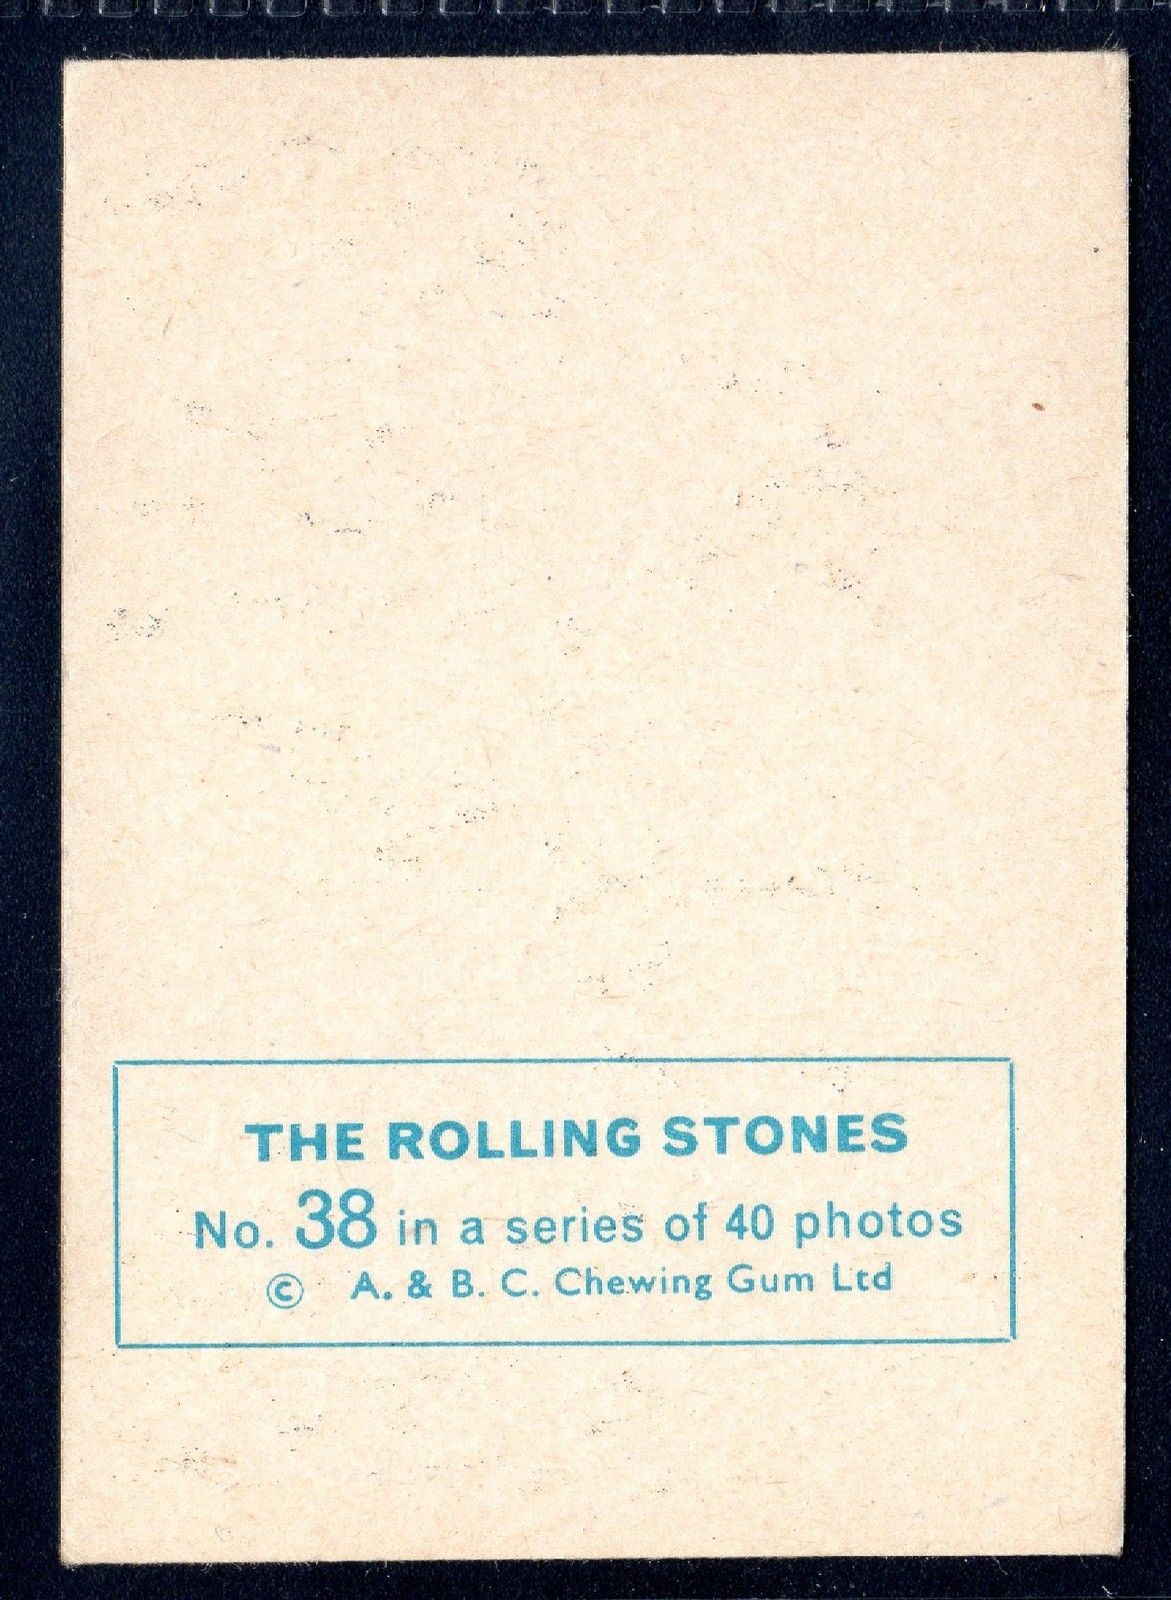 THE ROLLING STONES
No. 38 in a series of 40 photos
© A. & B. C. Chewing Gum Ltd